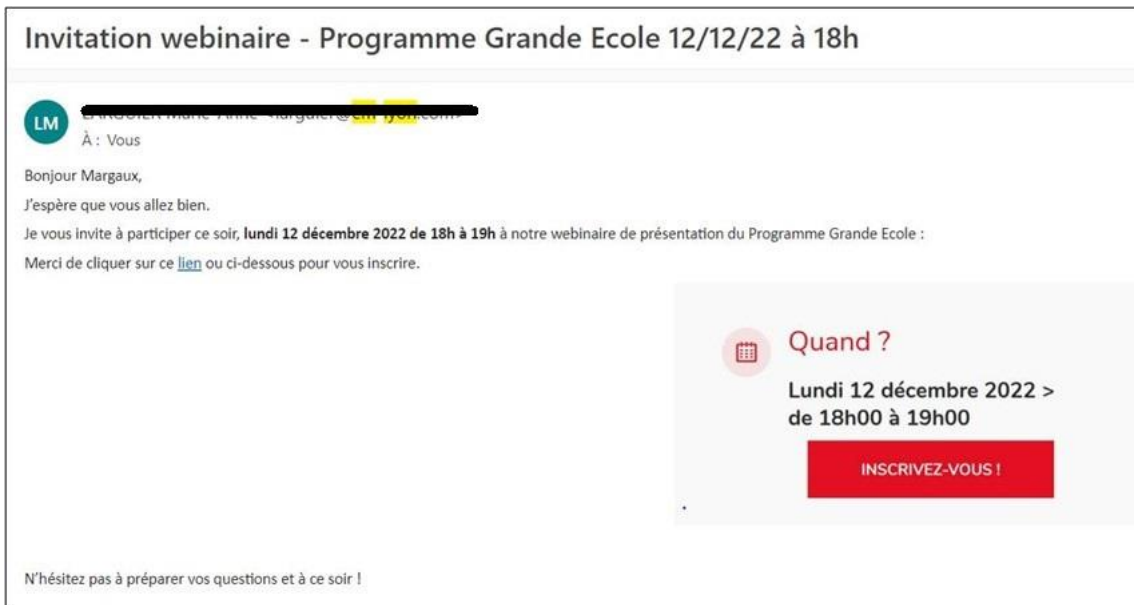 Invitation webinaire - Programme Grande Ecole 12/12/22 à 18h
LM
À : Vous
Bonjour Margaux,
J'espère que vous allez bien.
Je vous invite à participer ce soir, lundi 12 décembre 2022 de 18h à 19h à notre webinaire de présentation du Programme Grande Ecole :
Merci de cliquer sur ce lien ou ci-dessous pour vous inscrire.
Quand ?
Lundi 12 décembre 2022 >
de 18h00 à 19h00
INSCRIVEZ-VOUS !
N'hésitez pas à préparer vos questions et à ce soir !